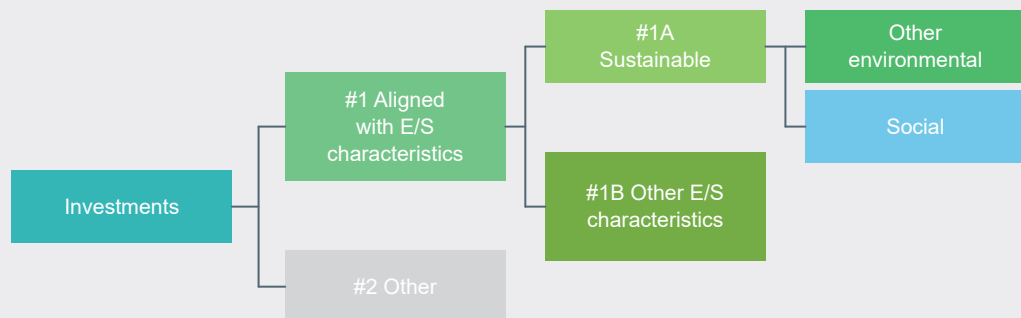 Investments
#1 Aligned
with E/S
characteristics
#2 Other
#1A
Sustainable
#1B Other E/S
characteristics
Other
environmental
Social